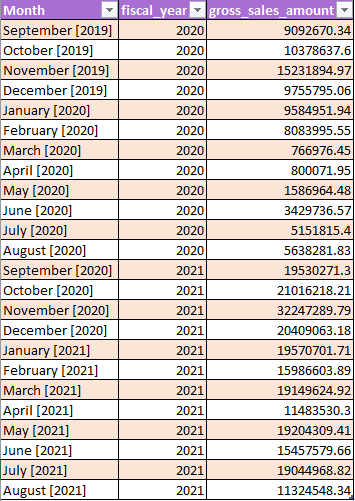 Month fiscal_year gross_sales_amount
September [2019] 2020 9092670.34
October [2019] 2020 10378637.6
November [2019] 2020 15231894.97
December [2019] 2020 9755795.06
January [2020] 2020 9584951.94
February [2020] 2020 8083995.55
March [2020] 2020 766976.45
April [2020] 2020 800071.95
May [2020] 2020 1586964.48
June [2020] 2020 3429736.57
July [2020] 2020 5151815.4
August [2020] 2020 5638281.83
September [2020] 2021 19530271.3
October [2020] 2021 21016218.21
November [2020] 2021 32247289.79
December [2020] 2021 20409063.18
January [2021] 2021 19570701.71
February [2021] 2021 15986603.89
March [2021] 2021 19149624.92
April [2021] 2021 11483530.3
May [2021] 2021 19204309.41
June [2021] 2021 15457579.66
July [2021] 2021 19044968.82
August [2021] 2021 11324548.34